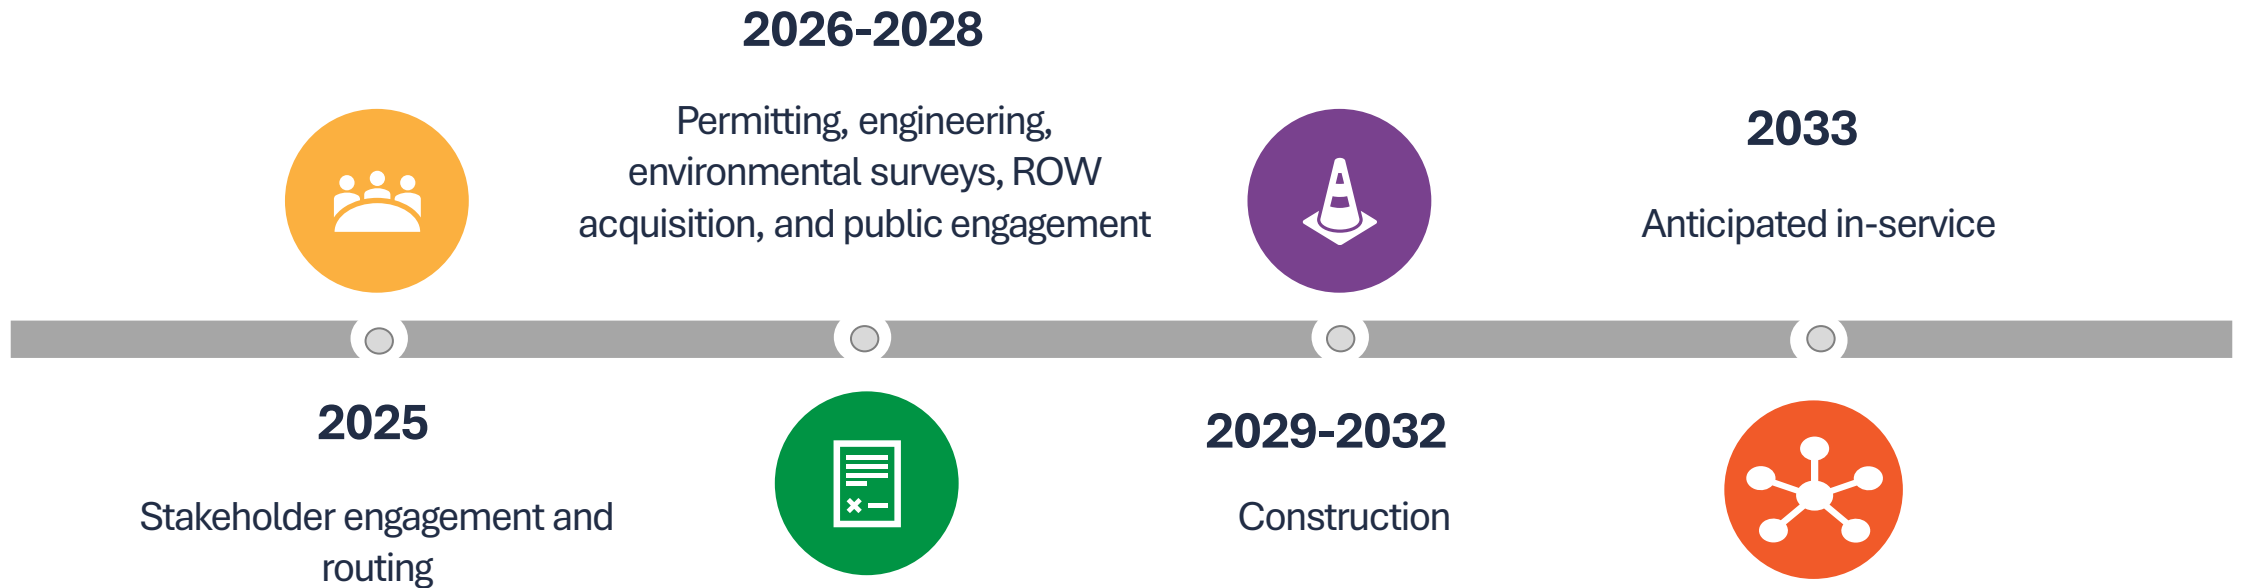 2025
Stakeholder engagement and
routing
2026-2028
Permitting, engineering,
environmental surveys, ROW
acquisition, and public engagement
2029-2032
Construction
2033
Anticipated in-service